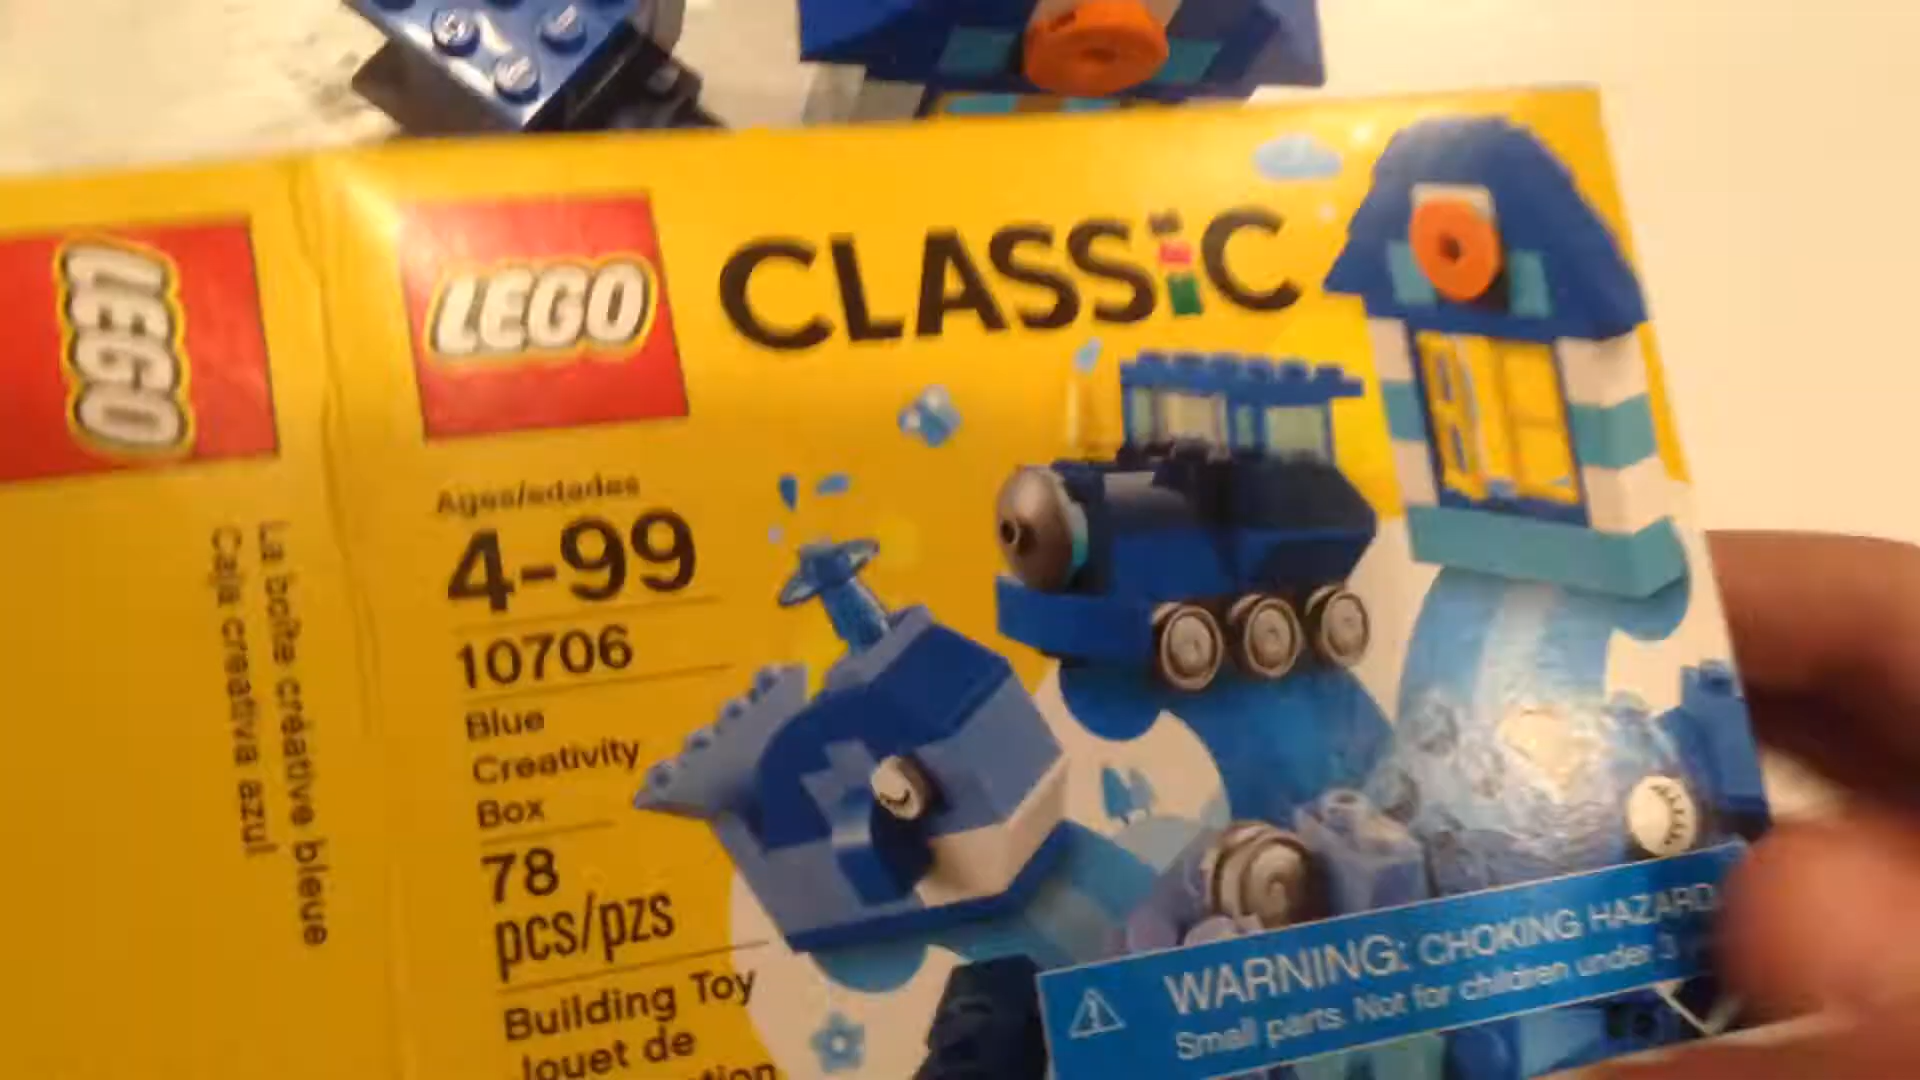 LEGO
La boîte créative bleue
Caja creativa azul
LEGO
CLASSiC
Ages/edades
4-99
10706
Blue
Creativity
Box
78
pcs/pzs
Building Toy
Jouet de
WARNING: CHOKING HAZARD
Small parts. Not for children under 3